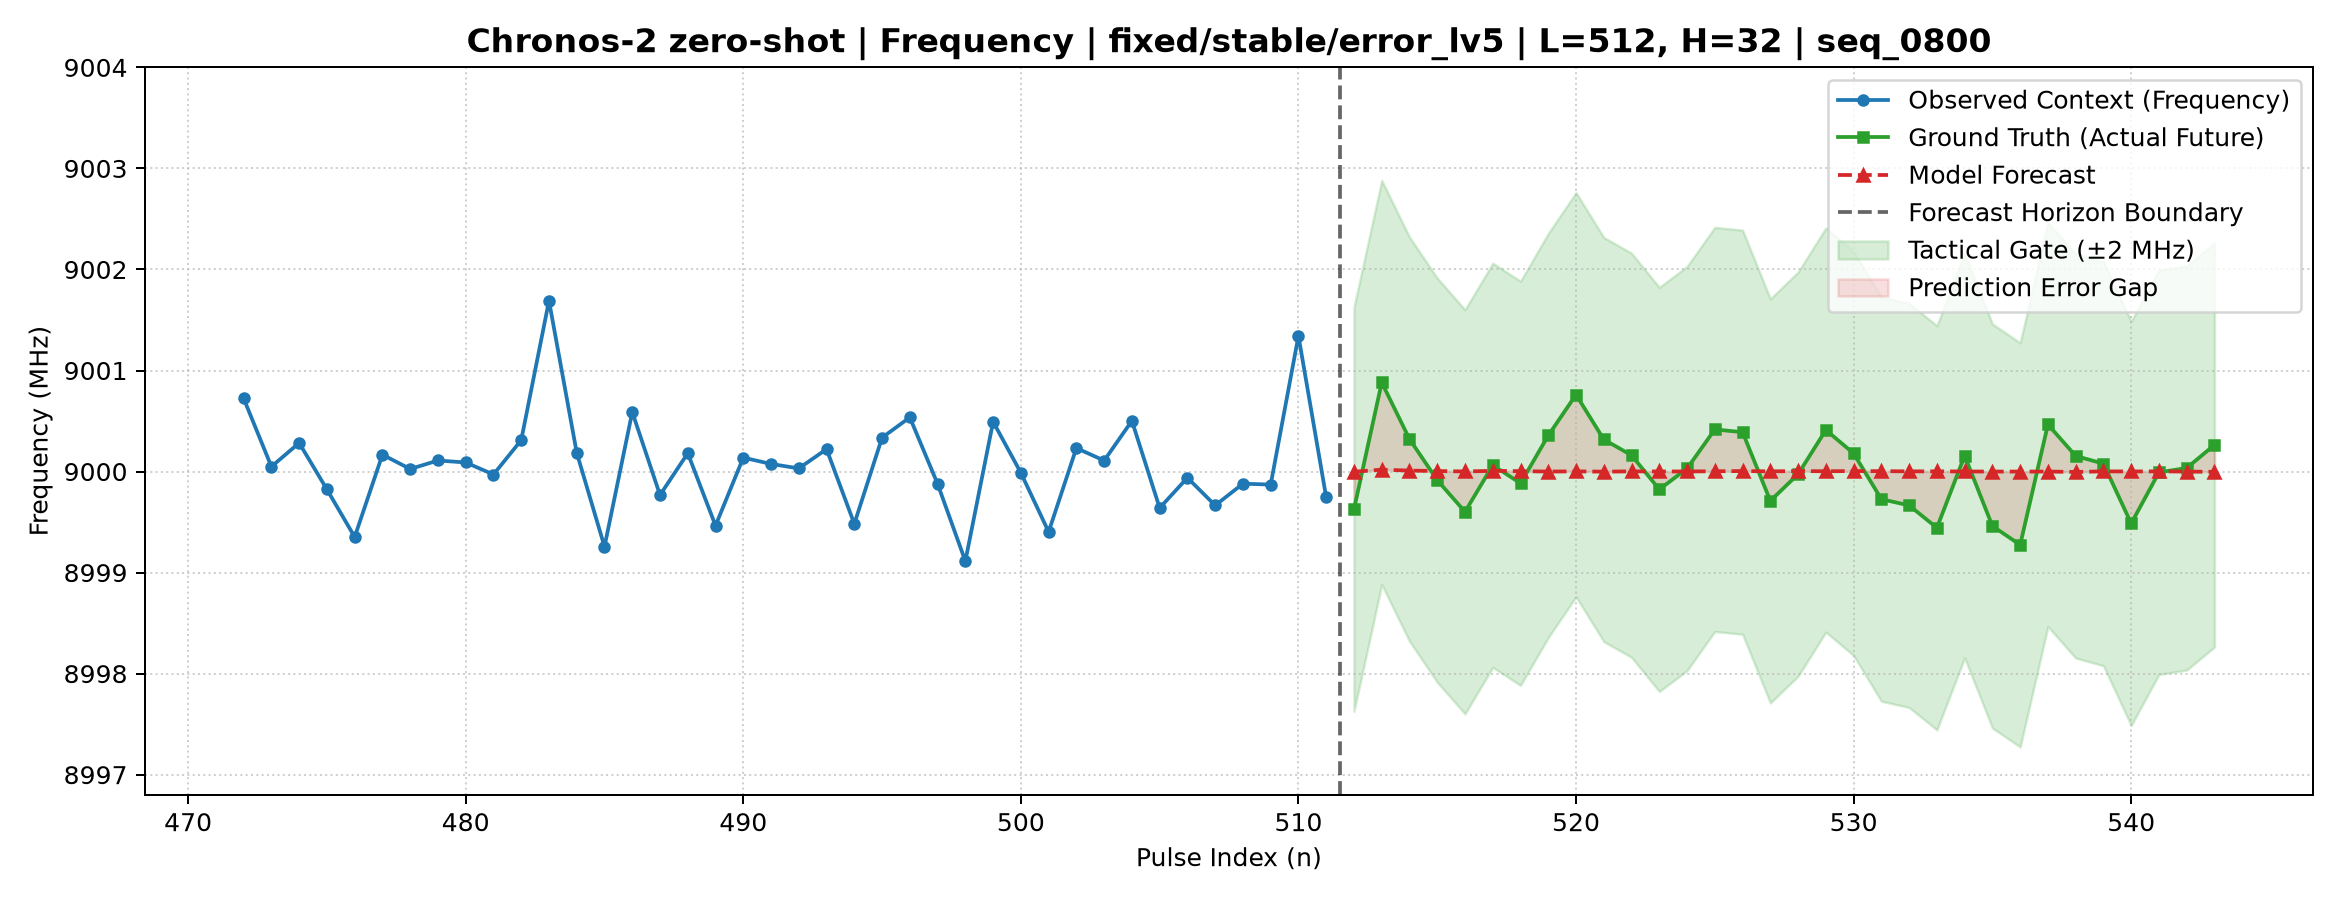 Chronos-2 zero-shot | Frequency | fixed/stable/error_lv5 | L=512, H=32 | seq_0800
9004
9003
9002
9001
9000
8999
8998
8997
Frequency (MHz)
Observed Context (Frequency)
Ground Truth (Actual Future)
Model Forecast
Forecast Horizon Boundary
Tactical Gate (±2 MHz)
Prediction Error Gap
470 480 490 500 510 520 530 540
Pulse Index (n)